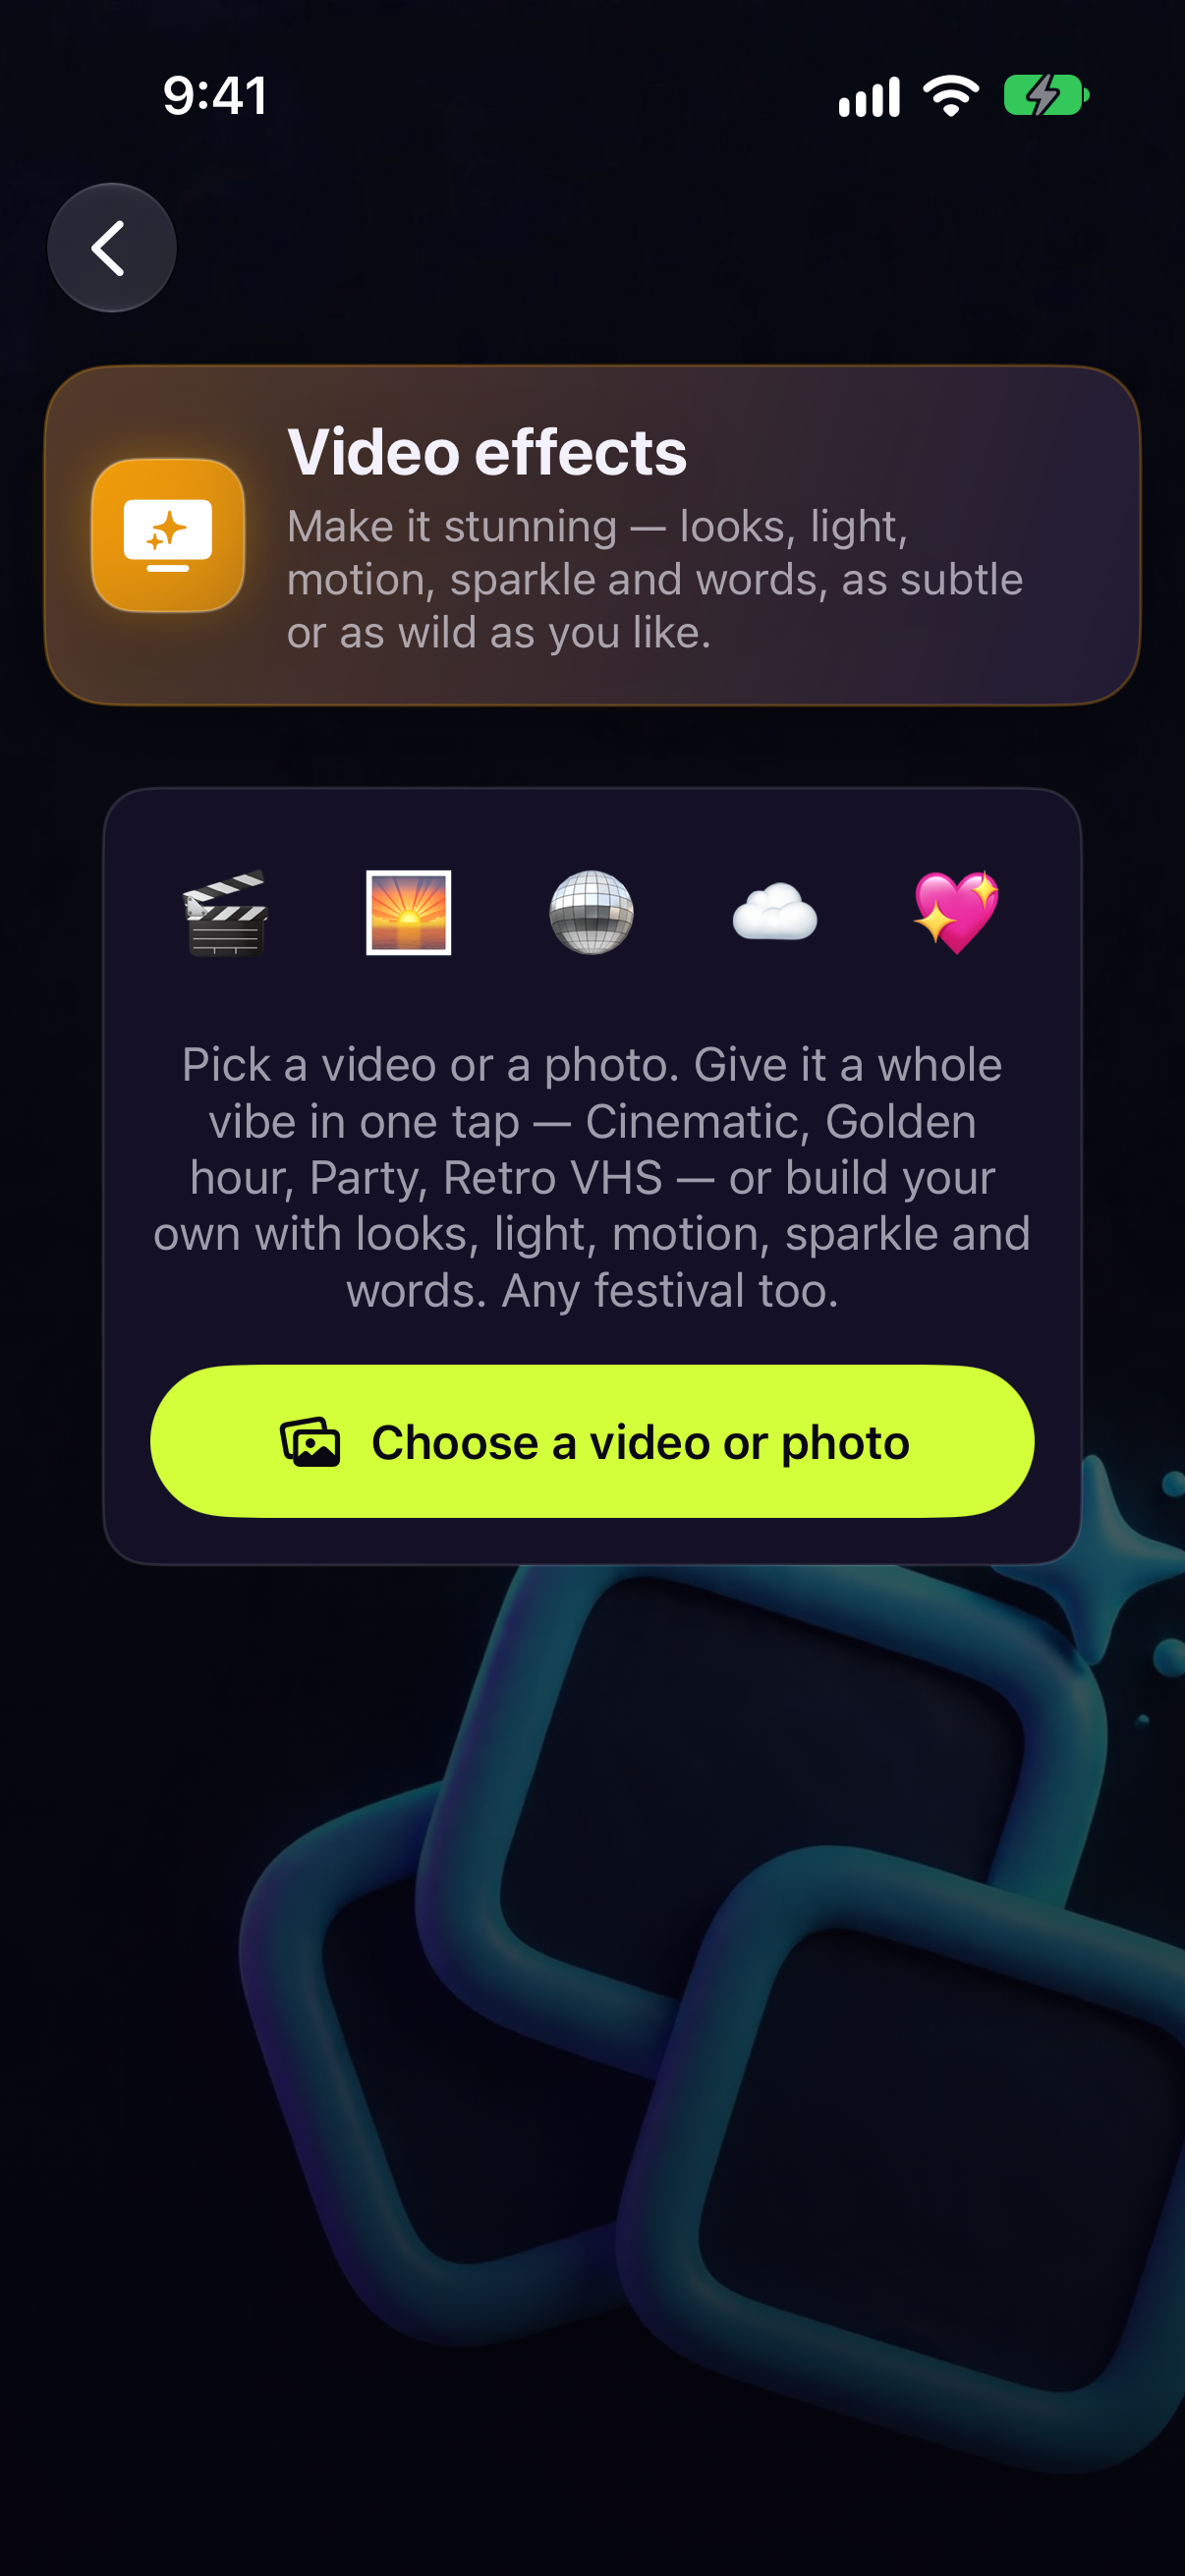 9:41
Video effects
Make it stunning — looks, light,
motion, sparkle and words, as subtle
or as wild as you like.
Pick a video or a photo. Give it a whole
vibe in one tap — Cinematic, Golden
hour, Party, Retro VHS — or build your
own with looks, light, motion, sparkle and
words. Any festival too.
Choose a video or photo